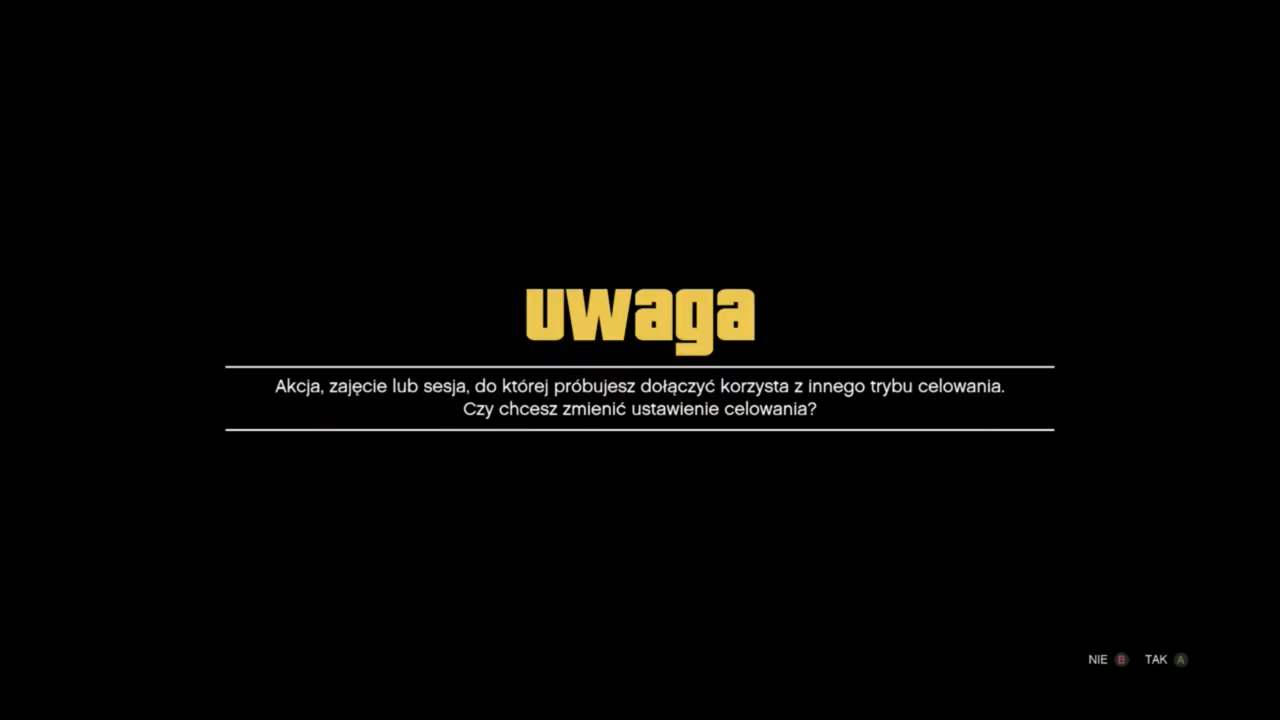 uwaga
Akcja, zajęcie lub sesja, do której próbujesz dołączyć korzysta z innego trybu celowania.
Czy chcesz zmienić ustawienie celowania?
NIE B TAK A